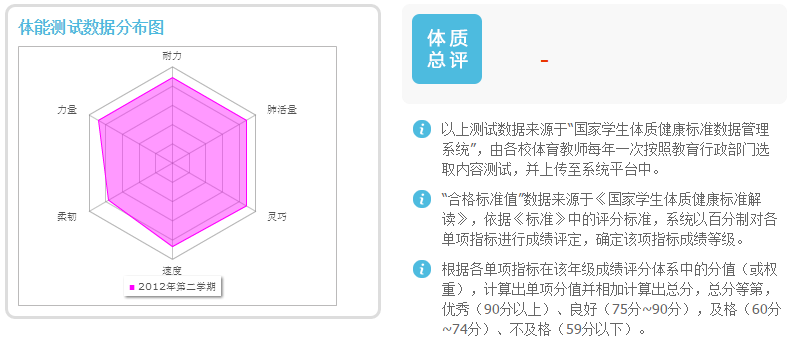 体能测试数据分布图
耐力
力量
肺活量
柔韧
灵巧
速度
2012年第二学期
体质
总评
-
以上测试数据来源于“国家学生体质健康标准数据管理
系统”，由各校体育教师每年一次按照教育行政部门选
取内容测试，并上传至系统平台中。
“合格标准值”数据来源于《国家学生体质健康标准解
读》，依据《标准》中的评分标准，系统以百分制对各
单项指标进行成绩评定，确定该项指标成绩等级。
根据各单项指标在该年级成绩评分体系中的分值（或权
重），计算出单项分值并相加计算出总分，总分等第，
优秀（90分以上）、良好（75分~90分），及格（60分
~74分）、不及格（59分以下）。